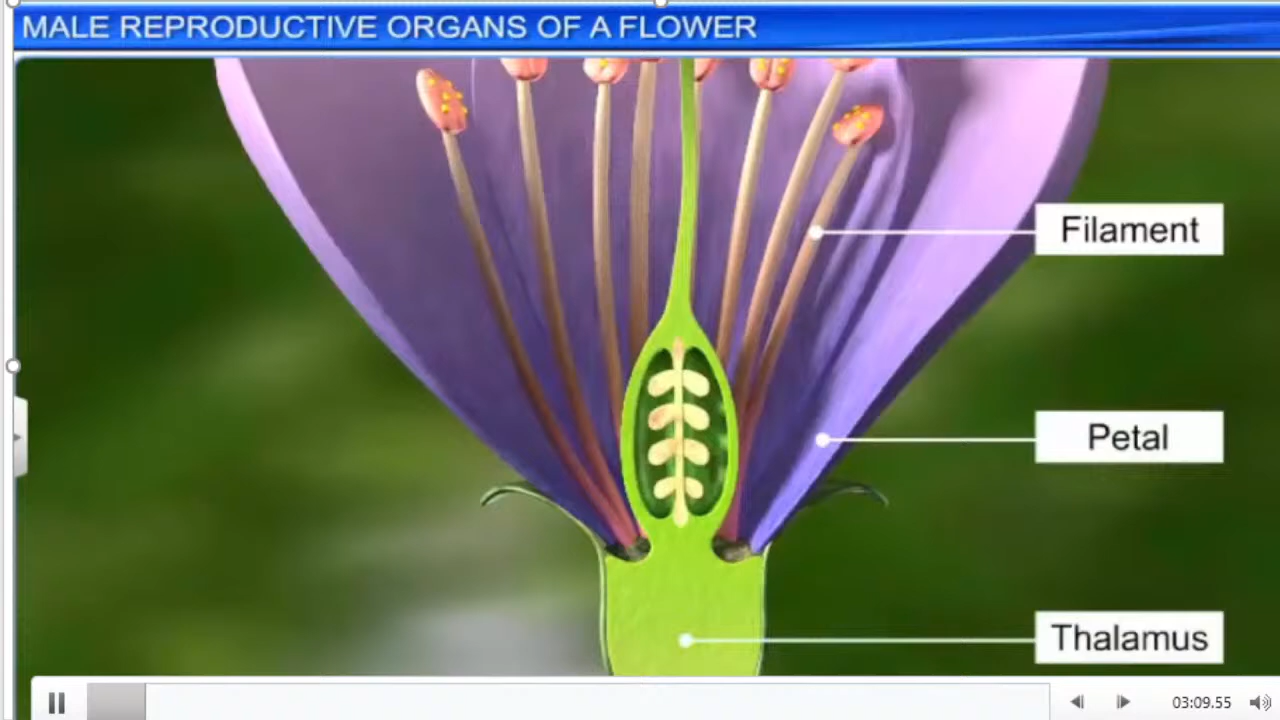 MALE REPRODUCTIVE ORGANS OF A FLOWER
Filament
Petal
Thalamus
03:09.55